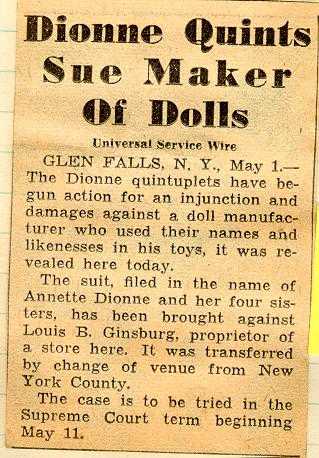 Dionne Quints
Sue Maker
Of Dolls
Universal Service Wire
GLEN FALLS, N. Y., May 1.—
The Dionne quintuplets have be-
gun action for an injunction and
damages against a doll manufac-
turer who used their names and
likenesses in his toys, it was re-
vealed here today.
The suit, filed in the name of
Annette Dionne and her four sis-
ters, has been brought against
Louis B. Ginsburg, proprietor of
a store here. It was transferred
by change of venue from New
York County.
The case is to be tried in the
Supreme Court term beginning
May 11.